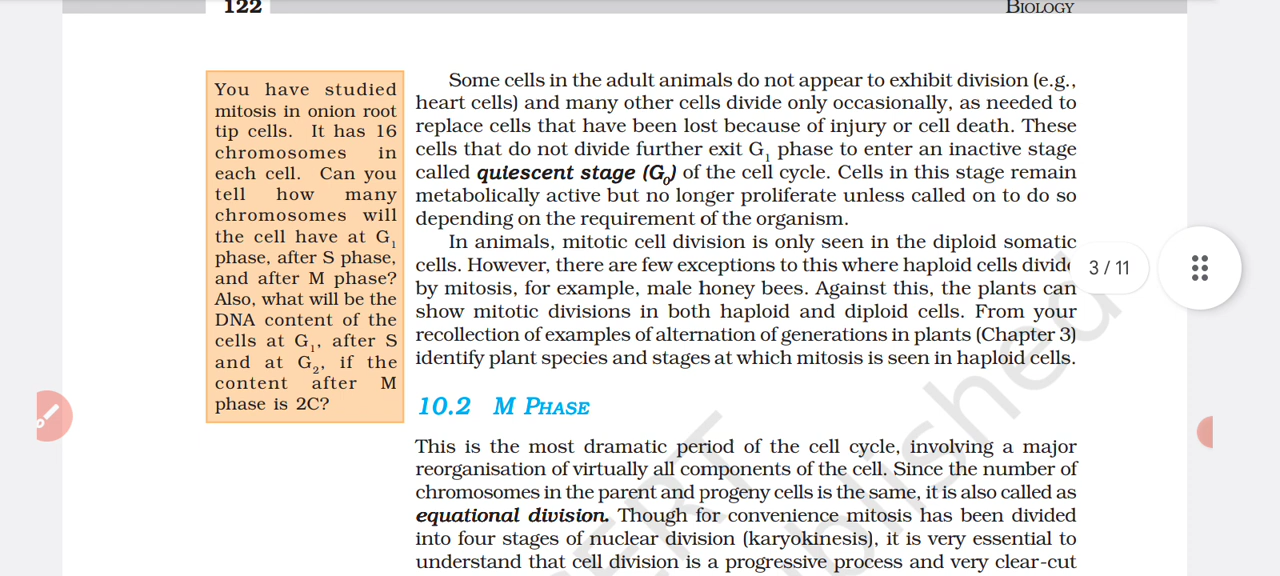 122
BIOLOGY
You have studied
mitosis in onion root
tip cells. It has 16
chromosomes in
each cell. Can you
tell how many
chromosomes will
the cell have at G₁
phase, after S phase,
and after M phase?
Also, what will be the
DNA content of the
cells at G₁, after S
and at G₂, if the
content after M
phase is 2C?
Some cells in the adult animals do not appear to exhibit division (e.g.,
heart cells) and many other cells divide only occasionally, as needed to
replace cells that have been lost because of injury or cell death. These
cells that do not divide further exit G₁ phase to enter an inactive stage
called quiescent stage (G₀) of the cell cycle. Cells in this stage remain
metabolically active but no longer proliferate unless called on to do so
depending on the requirement of the organism.
In animals, mitotic cell division is only seen in the diploid somatic
cells. However, there are few exceptions to this where haploid cells divide
by mitosis, for example, male honey bees. Against this, the plants can
show mitotic divisions in both haploid and diploid cells. From your
recollection of examples of alternation of generations in plants (Chapter 3)
identify plant species and stages at which mitosis is seen in haploid cells.
3 / 11
10.2 M PHASE
This is the most dramatic period of the cell cycle, involving a major
reorganisation of virtually all components of the cell. Since the number of
chromosomes in the parent and progeny cells is the same, it is also called as
equational division. Though for convenience mitosis has been divided
into four stages of nuclear division (karyokinesis), it is very essential to
understand that cell division is a progressive process and very clear-cut